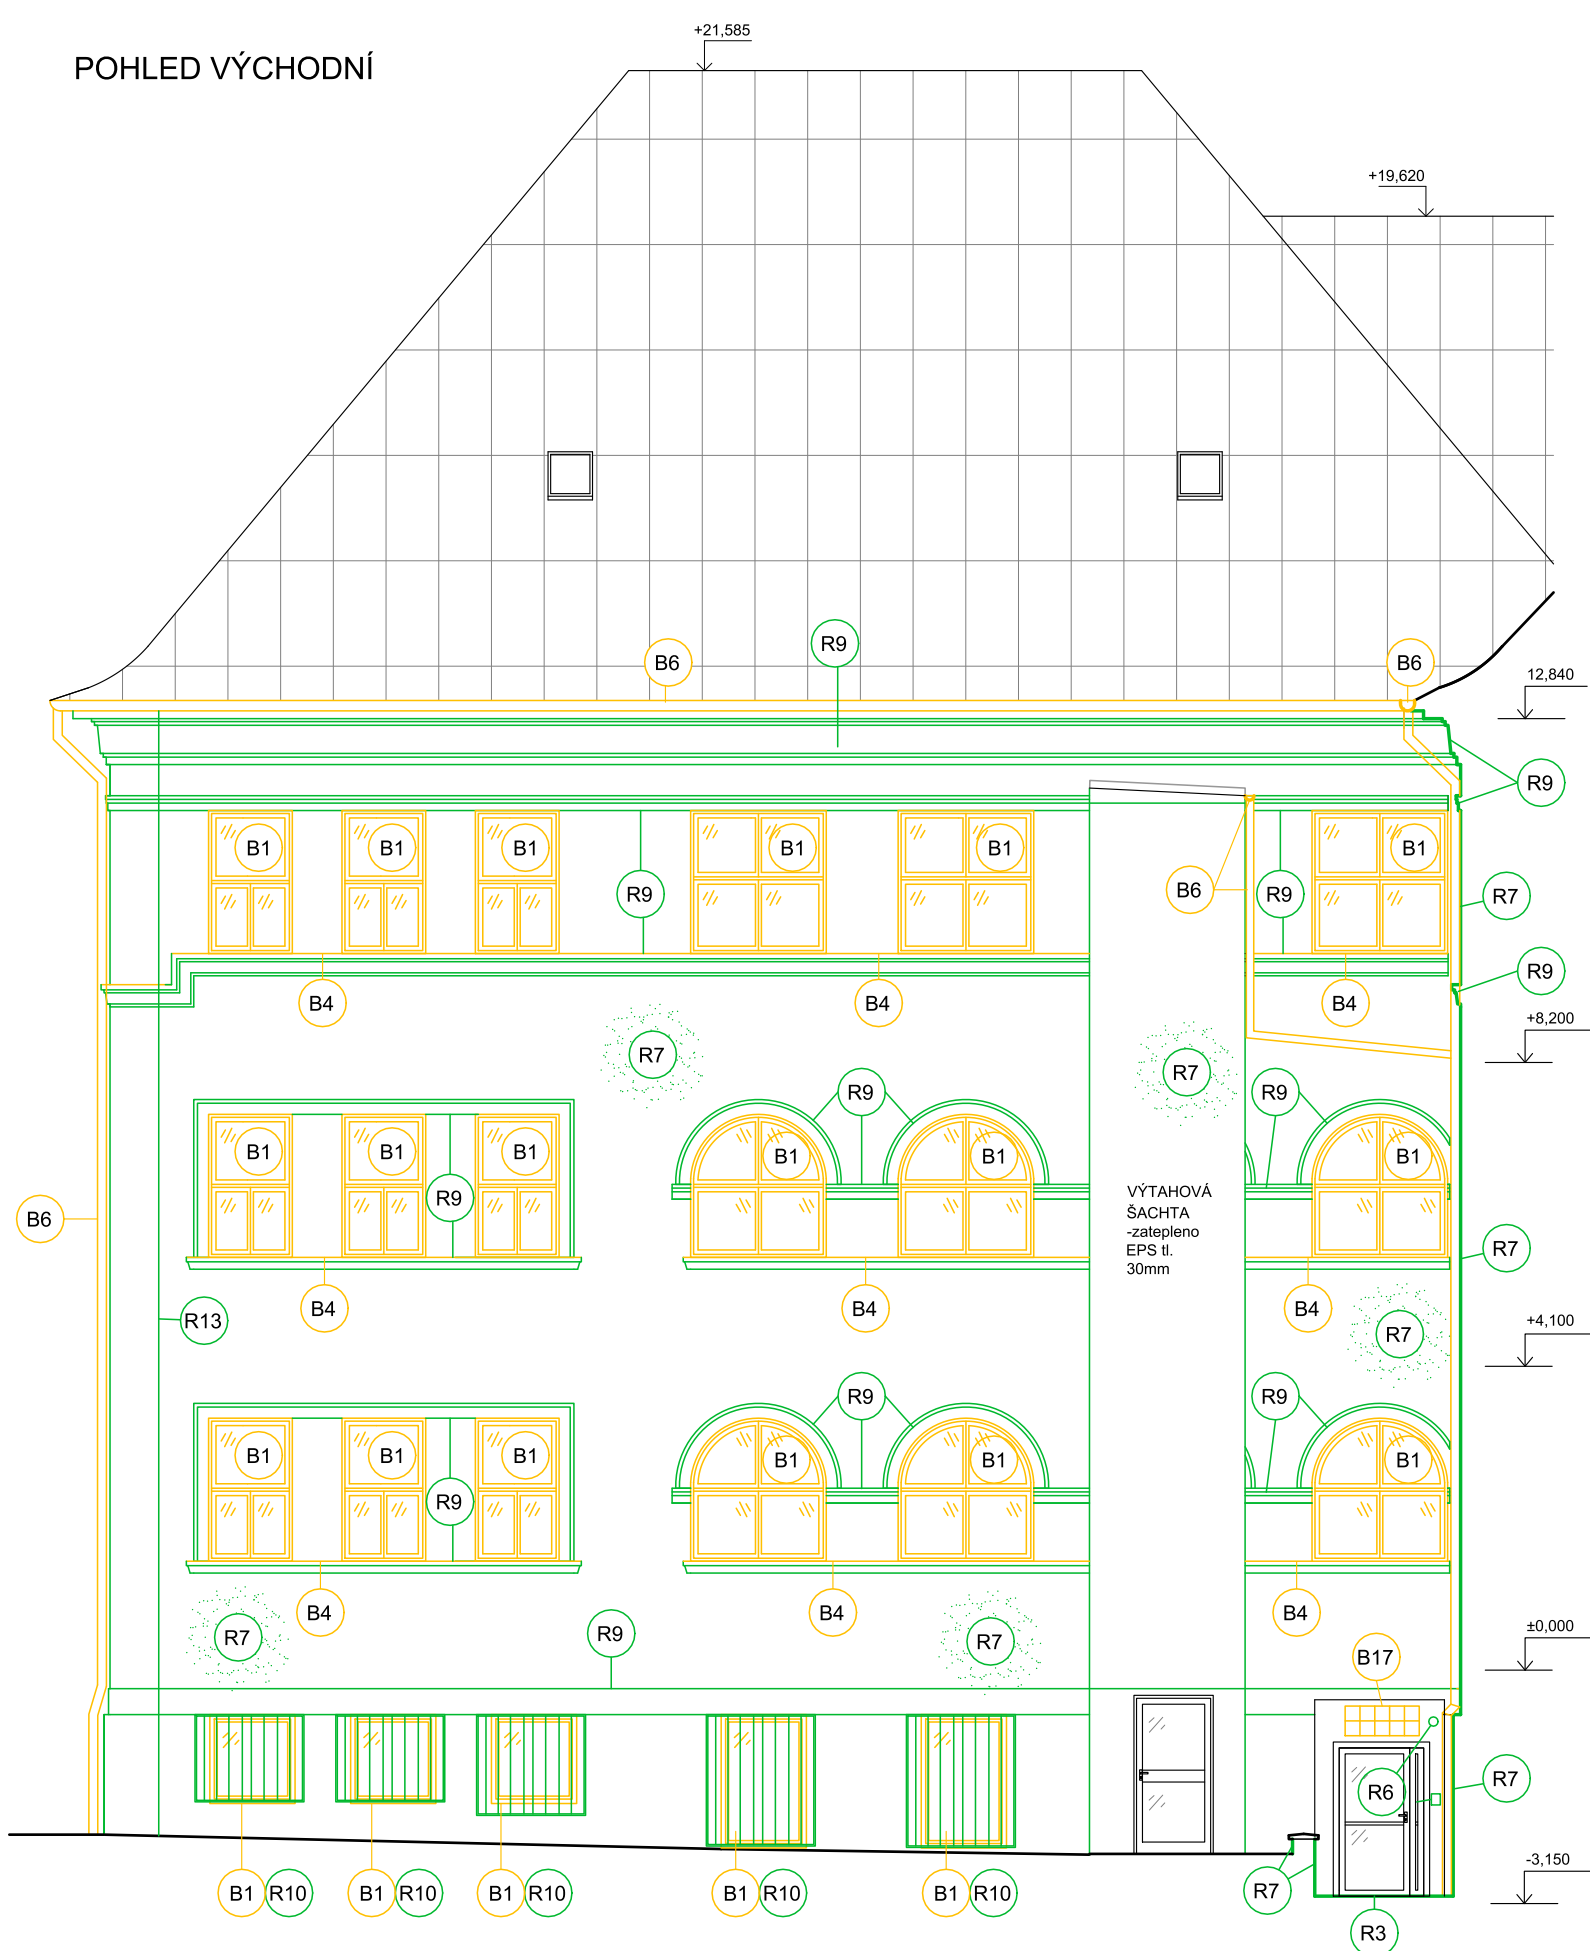 +21,585
POHLED VÝCHODNÍ
+19,620
R9
B6
B6
12,840
R9
B1
B1
B1
B1
B1
B1
R9
B6
R9
R7
R9
B4
B4
B4
+8,200
R7
R7
R9
R9
B1
B1
B1
B1
B1
B1
R9
VÝTAHOVÁ
ŠACHTA
-zatepleno
EPS tl.
30mm
B6
R7
B4
B4
B4
R13
+4,100
R7
R9
R9
B1
B1
B1
B1
B1
B1
R9
B4
B4
B4
R7
R9
R7
±0,000
B17
R6
R7
-3,150
B1
R10
B1
R10
B1
R10
B1
R10
B1
R10
R7
R3